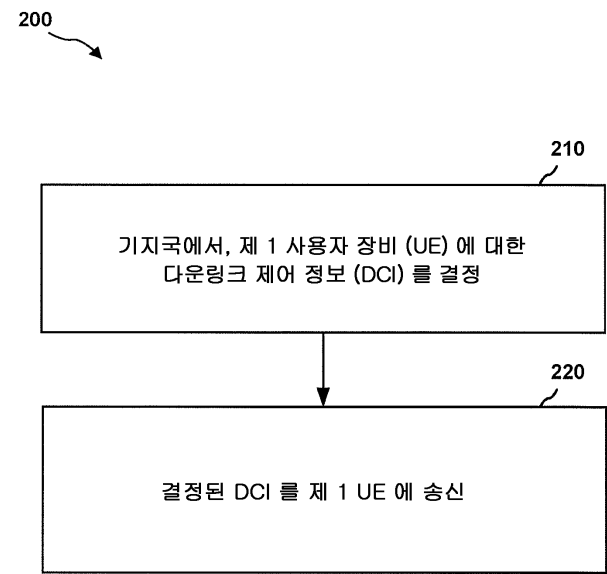 200
210
기지국에서, 제 1 사용자 장비 (UE) 에 대한
다운링크 제어 정보 (DCI) 를 결정
220
결정된 DCI 를 제 1 UE 에 송신